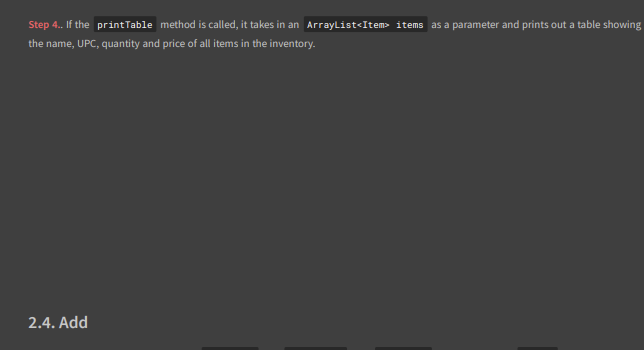 Step 4.. If the printTable method is called, it takes in an ArrayList<Item> items as a parameter and prints out a table showing
the name, UPC, quantity and price of all items in the inventory.
2.4. Add